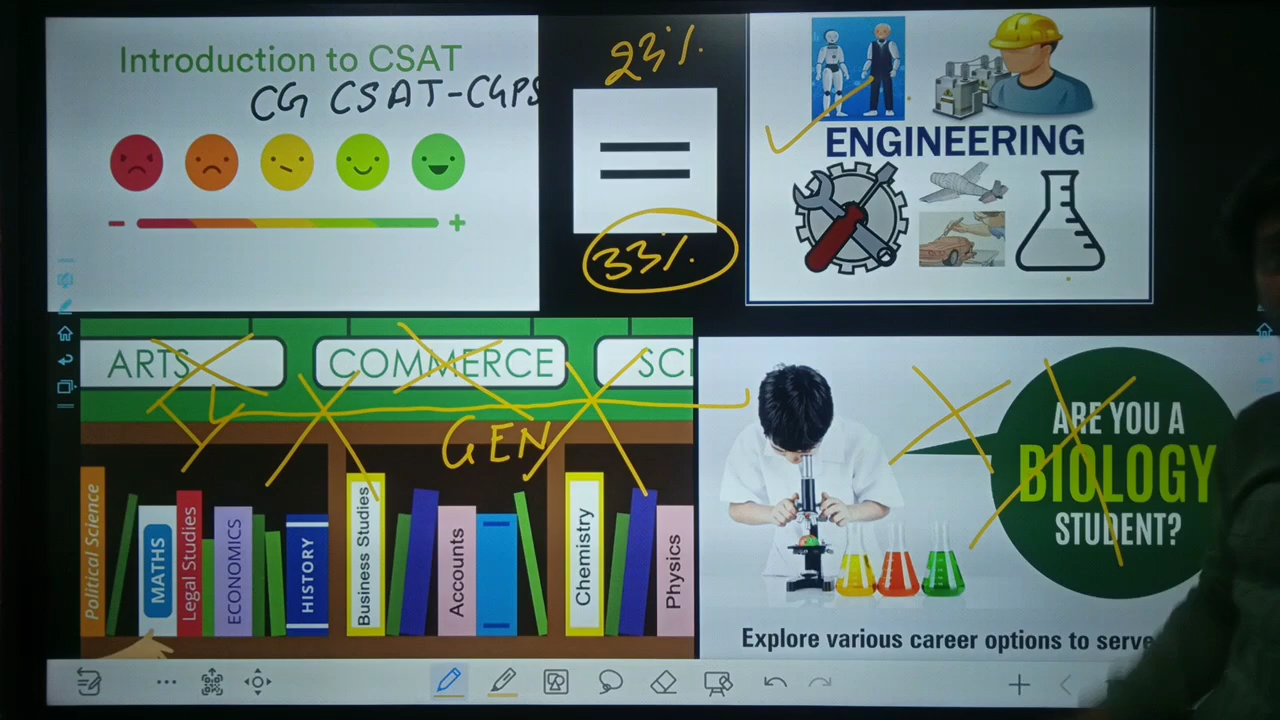 Introduction to CSAT
CG CSAT-CGPS
23%
33%
ENGINEERING
ARTS
COMMERCE
SCI
GEN
Political Science
MATHS
Legal Studies
ECONOMICS
HISTORY
Business Studies
Accounts
Chemistry
Physics
ARE YOU A
BIOLOGY
STUDENT?
Explore various career options to serve